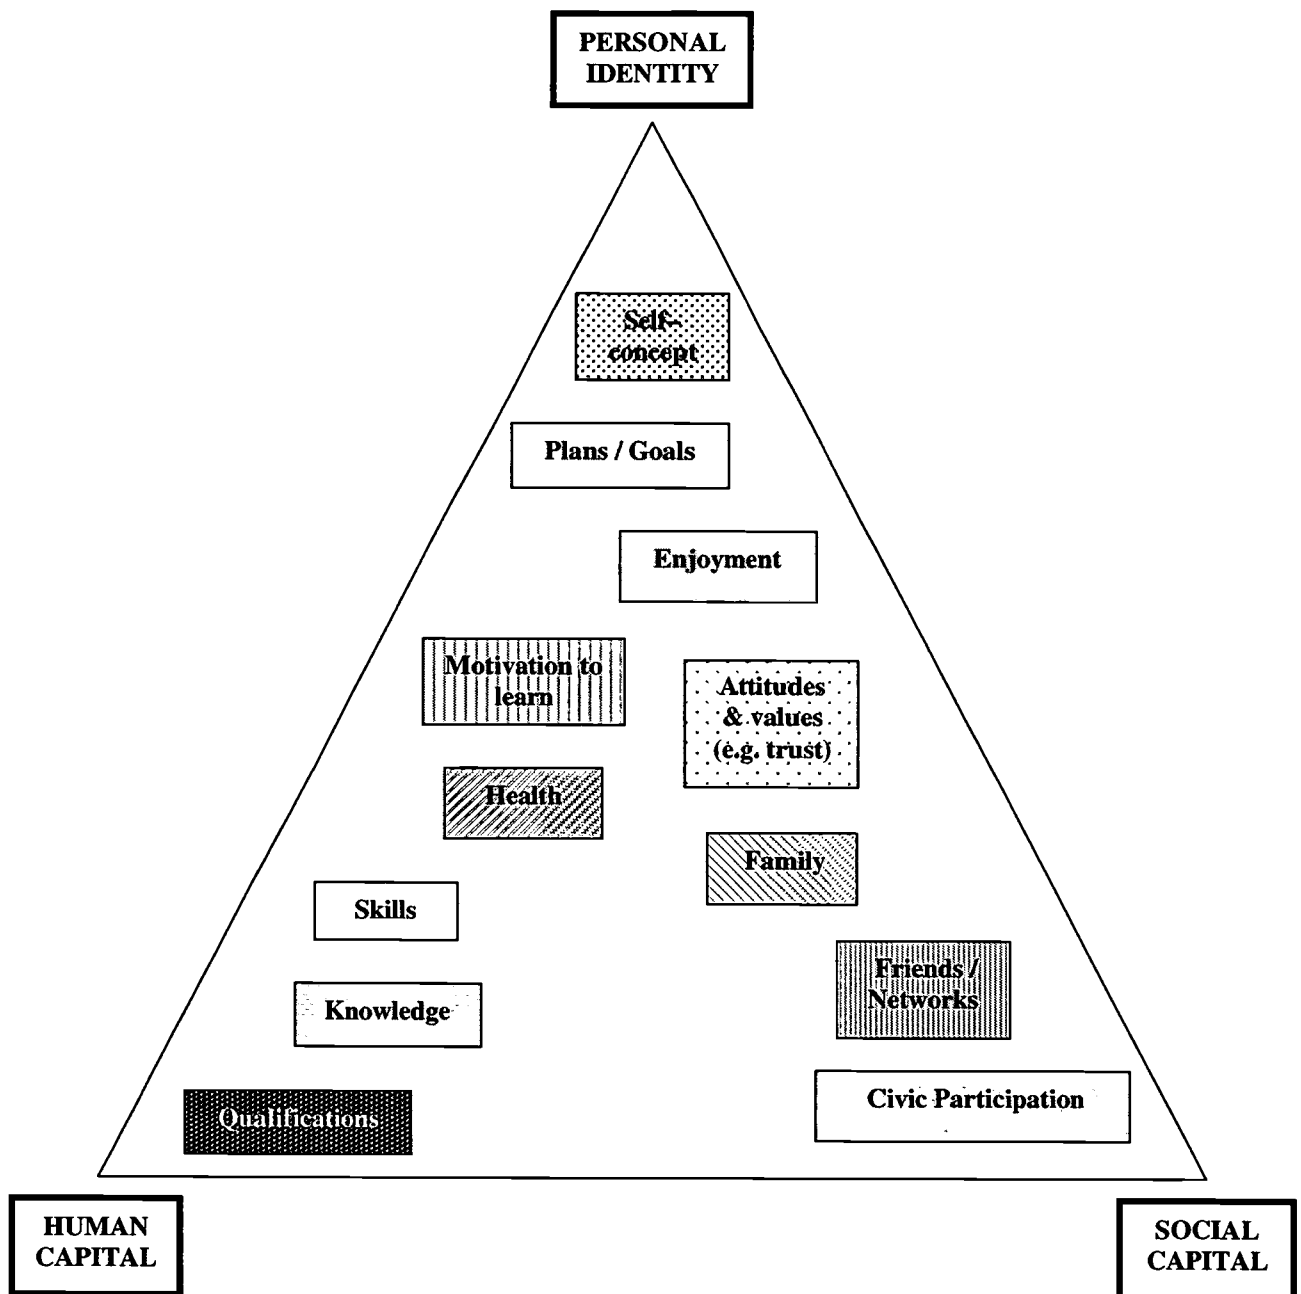 PERSONAL
IDENTITY
Self-
concept
Plans / Goals
Enjoyment
Motivation to
learn
Attitudes
& values
(e.g. trust)
Health
Family
Skills
Friends /
Networks
Knowledge
Civic Participation
Qualifications
HUMAN
CAPITAL
SOCIAL
CAPITAL